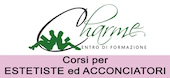 Charme
CENTRO DI FORMAZIONE
Corsi per
ESTETISTE ed ACCONCIATORI